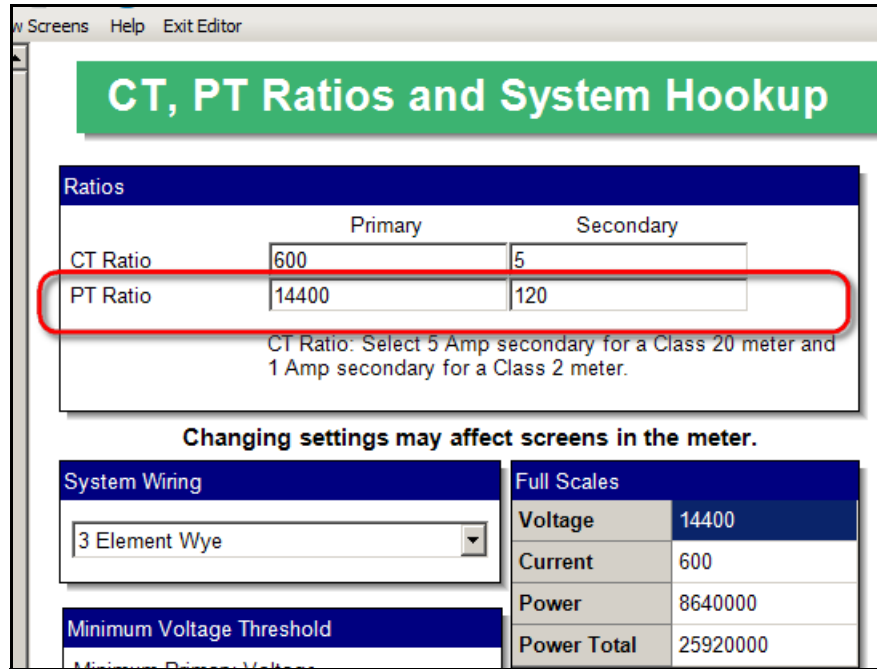 w Screens Help Exit Editor
CT, PT Ratios and System Hookup
Ratios
Primary Secondary
CT Ratio 600 5
PT Ratio 14400 120
CT Ratio: Select 5 Amp secondary for a Class 20 meter and
1 Amp secondary for a Class 2 meter.
Changing settings may affect screens in the meter.
System Wiring
3 Element Wye
Full Scales
Voltage 14400
Current 600
Power 8640000
Power Total 25920000
Minimum Voltage Threshold
Minimum Primary Voltage